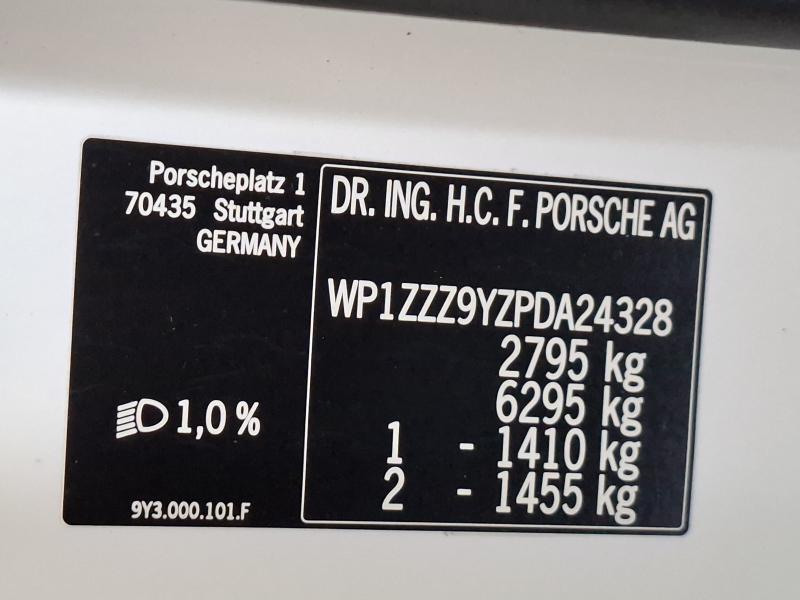 Porscheplatz 1
70435 Stuttgart
GERMANY
1,0 %
9Y3.000.101.F
DR. ING. H.C. F. PORSCHE AG
WP1ZZZ9YZPDA24328
2795 kg
6295 kg
1 - 1410 kg
2 - 1455 kg